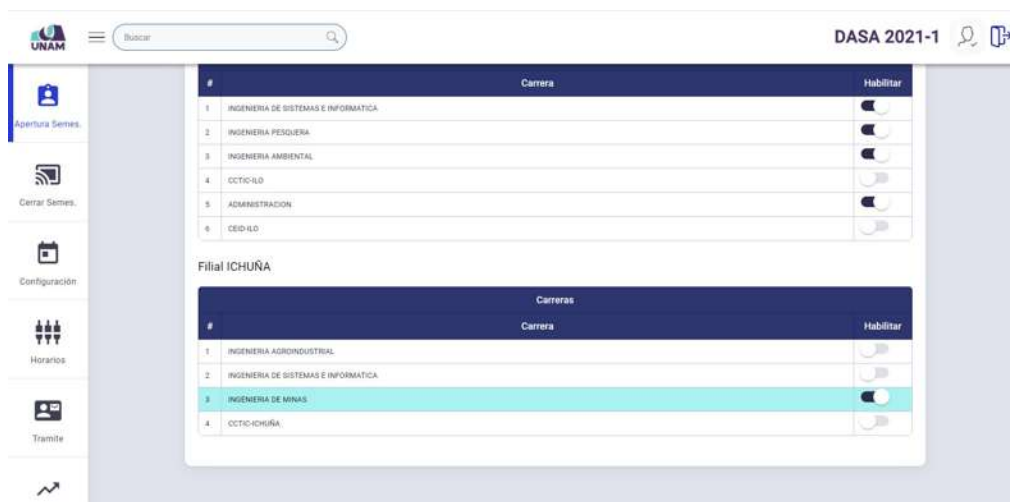 UNAM
Buscar
DASA 2021-1
Apertura Semes.
Cerrar Semes.
Configuración
Horarios
Tramite
# Carrera Habilitar
1 INGENIERIA DE SISTEMAS E INFORMATICA
2 INGENIERIA PESQUERA
3 INGENIERIA AMBIENTAL
4 CCTIC-ILO
5 ADMINISTRACION
6 CEID-ILO
Filial ICHUÑA
Carreras
# Carrera Habilitar
1 INGENIERIA AGROINDUSTRIAL
2 INGENIERIA DE SISTEMAS E INFORMATICA
3 INGENIERIA DE MINAS
4 CCTIC-ICHUÑA